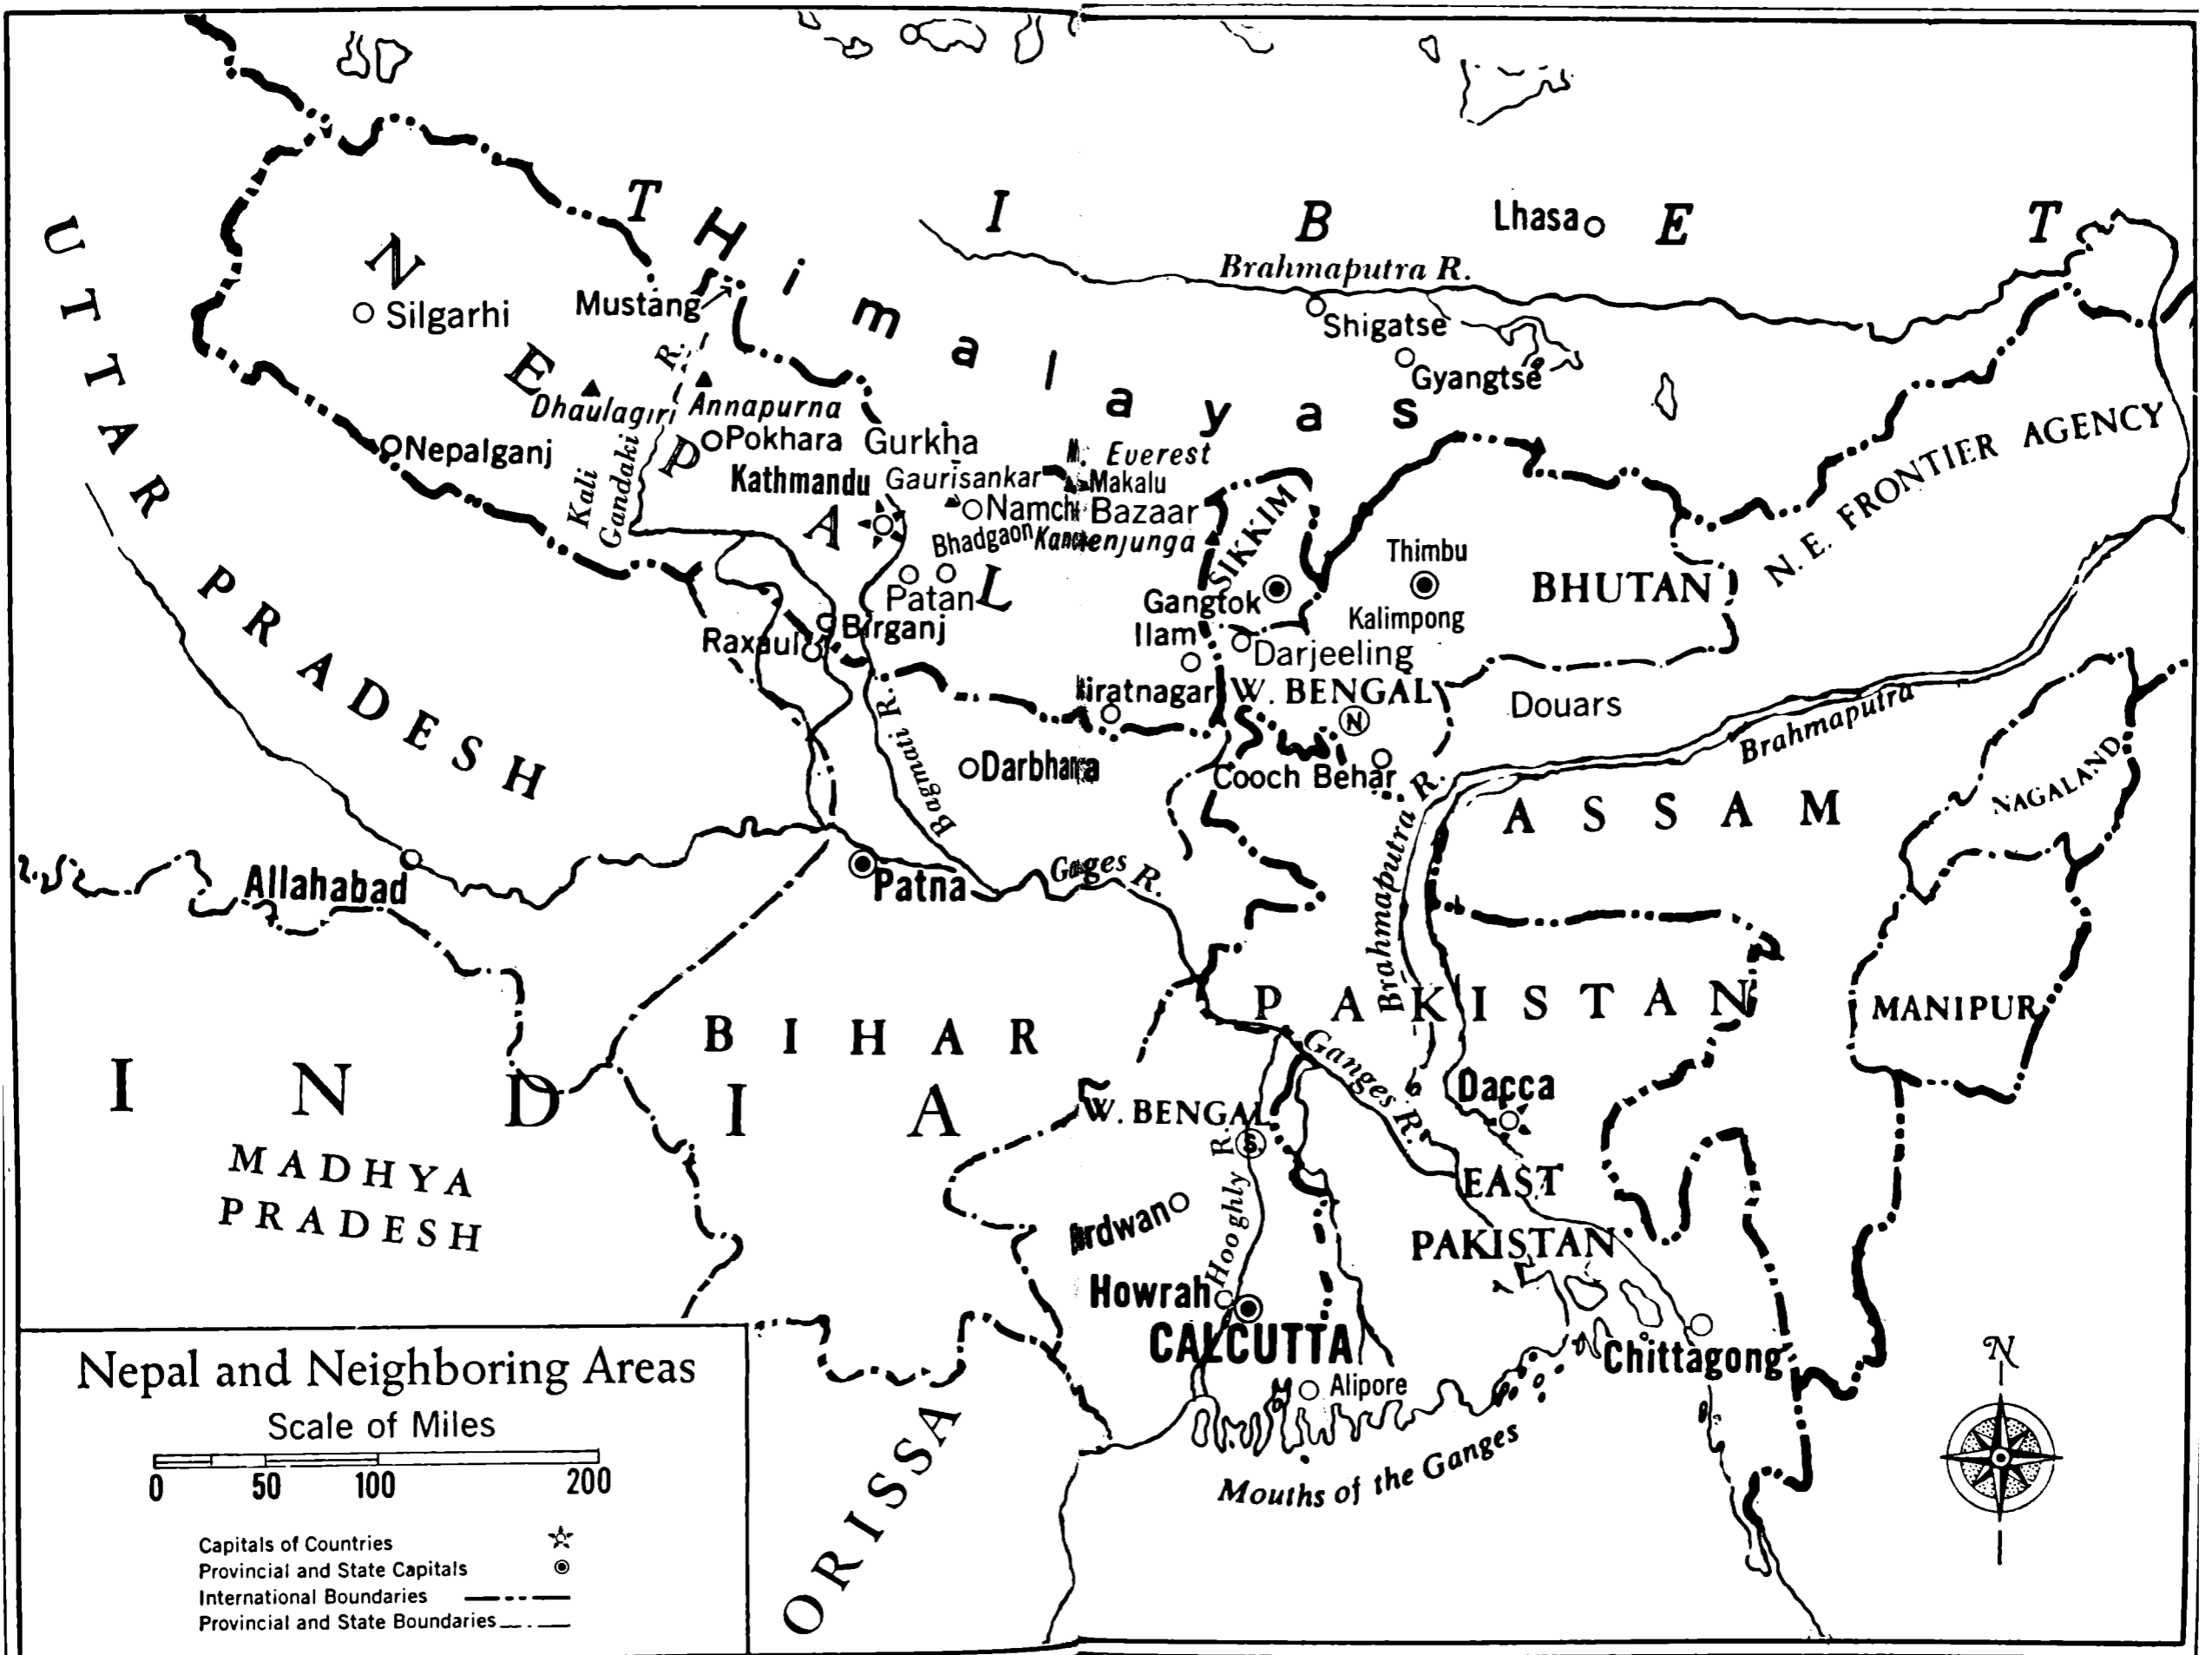 T I B E T
Himalayas
Lhasa
Brahmaputra R.
UTTAR PRADESH
NEPAL
Silgarhi
Mustang
Shigatse
Gyangtse
R.
Dhaulagiri
Annapurna
Pokhara
Gurkha
Nepalganj
Kali
Gandaki
Everest
Kathmandu
Gaurisankar
Makalu
Namch Bazaar
Bhadgaon
Patan
SIKKIM
Thimbu
BHUTAN
N. E. FRONTIER AGENCY
Gangtok
Kalimpong
Ilam
Darjeeling
Raxaul
Birganj
iratnagar
W. BENGAL
N
Douars
Bagmati R.
Darbhan
Cooch Behar
Brahmaputra
Brahmaputra R.
ASSAM
NAGALAND
Allahabad
Patna
R.
PAKISTAN
MANIPUR
BIHAR
INDIA
Ganges R.
Dacca
W. BENGAL
S
MADHYA
PRADESH
EAST
PAKISTAN
rdwan
Hooghly R.
Howrah
CALCUTTA
Alipore
Chittagong
Mouths of the Ganges
ORISSA
N
Nepal and Neighboring Areas
Scale of Miles
0 50 100 200
Capitals of Countries
Provincial and State Capitals
International Boundaries
Provincial and State Boundaries